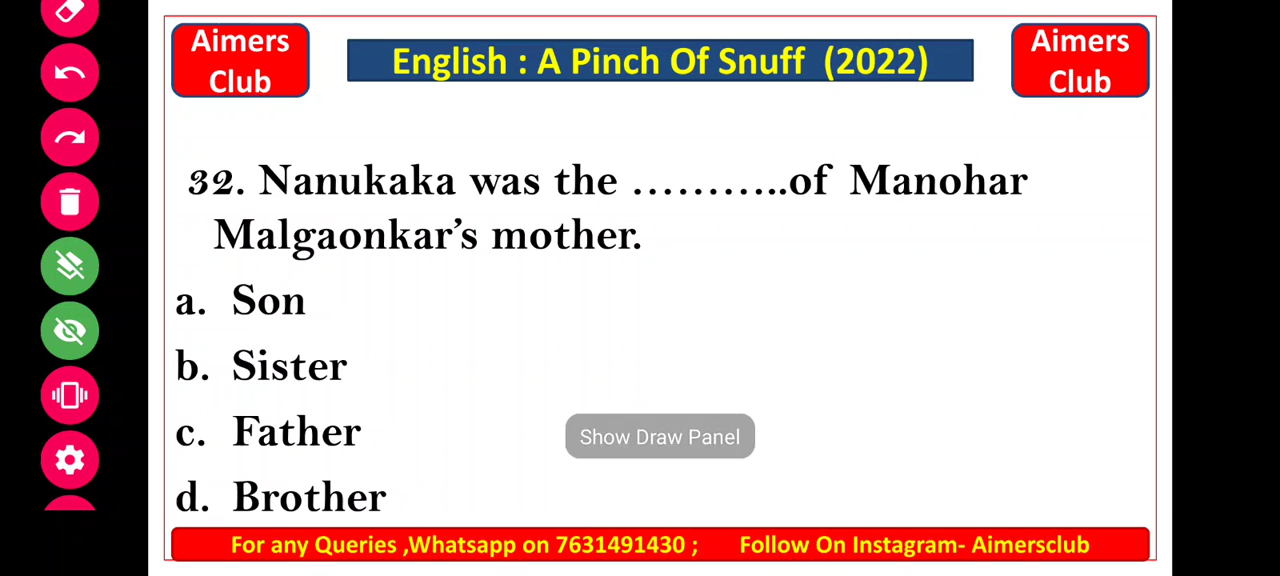 Aimers
Club
English : A Pinch Of Snuff (2022)
Aimers
Club
32. Nanukaka was the ………..of Manohar
Malgaonkar’s mother.
a. Son
b. Sister
c. Father
Show Draw Panel
d. Brother
For any Queries ,Whatsapp on 7631491430 ; Follow On Instagram- Aimersclub